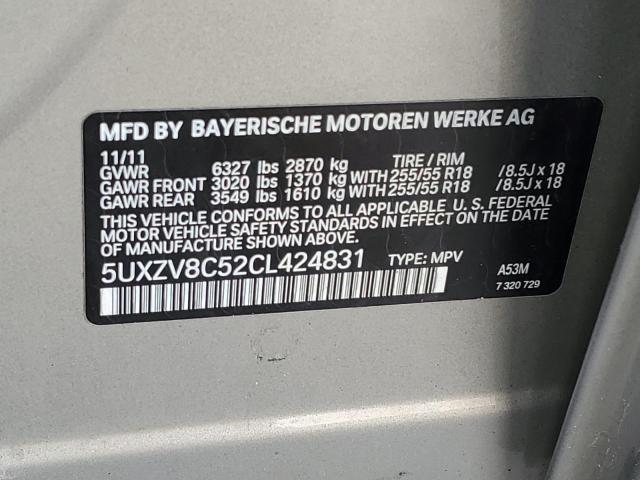 MFD BY BAYERISCHE MOTOREN WERKE AG
11/11 TIRE / RIM
GVWR 6327 lbs 2870 kg
GAWR FRONT 3020 lbs 1370 kg WITH 255/55 R18 /8.5J x 18
GAWR REAR 3549 lbs 1610 kg WITH 255/55 R18 /8.5J x 18
THIS VEHICLE CONFORMS TO ALL APPLICABLE U. S. FEDERAL
MOTOR VEHICLE SAFETY STANDARDS IN EFFECT ON THE DATE
OF MANUFACTURE SHOWN ABOVE.
5UXZV8C52CL424831 TYPE: MPV A53M
7 320 729